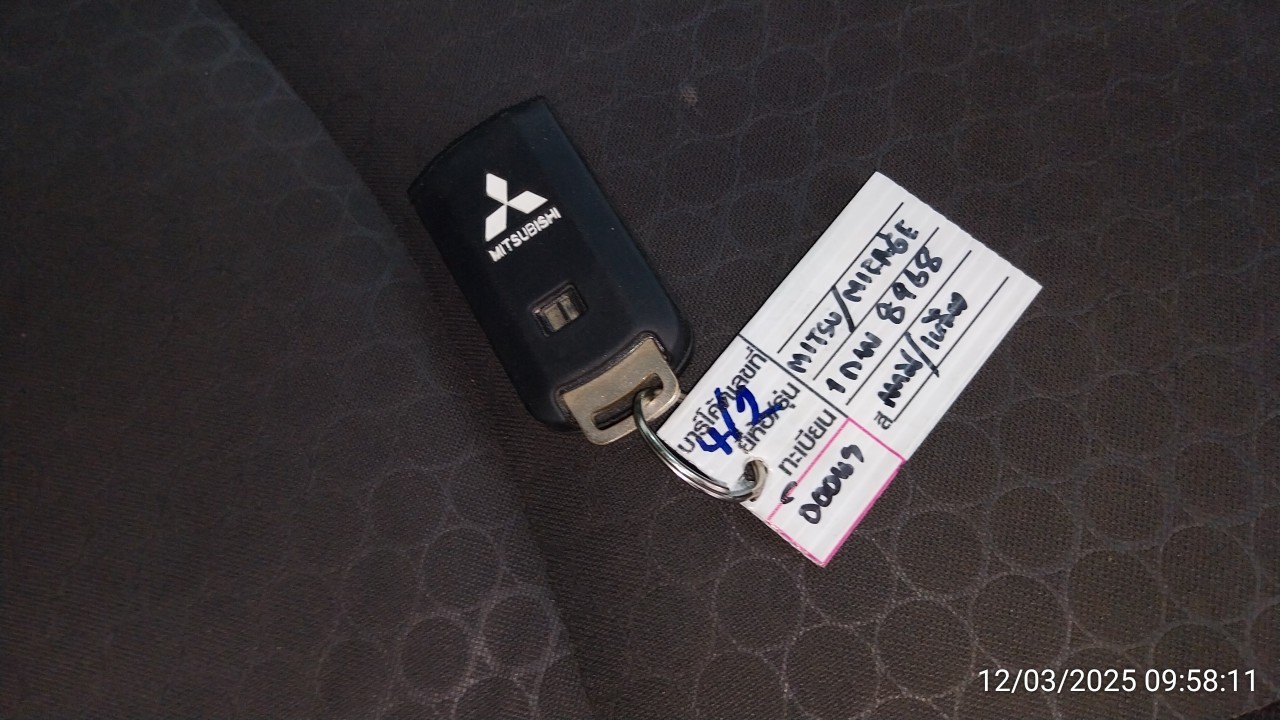 MITSUBISHI
บาร์โค้ดเลขที่
4/2
ยี่ห้อ/รุ่น MITSU/MIRAGE
ทะเบียน 1 กฟ 8968
สี
00049
12/03/2025 09:58:11